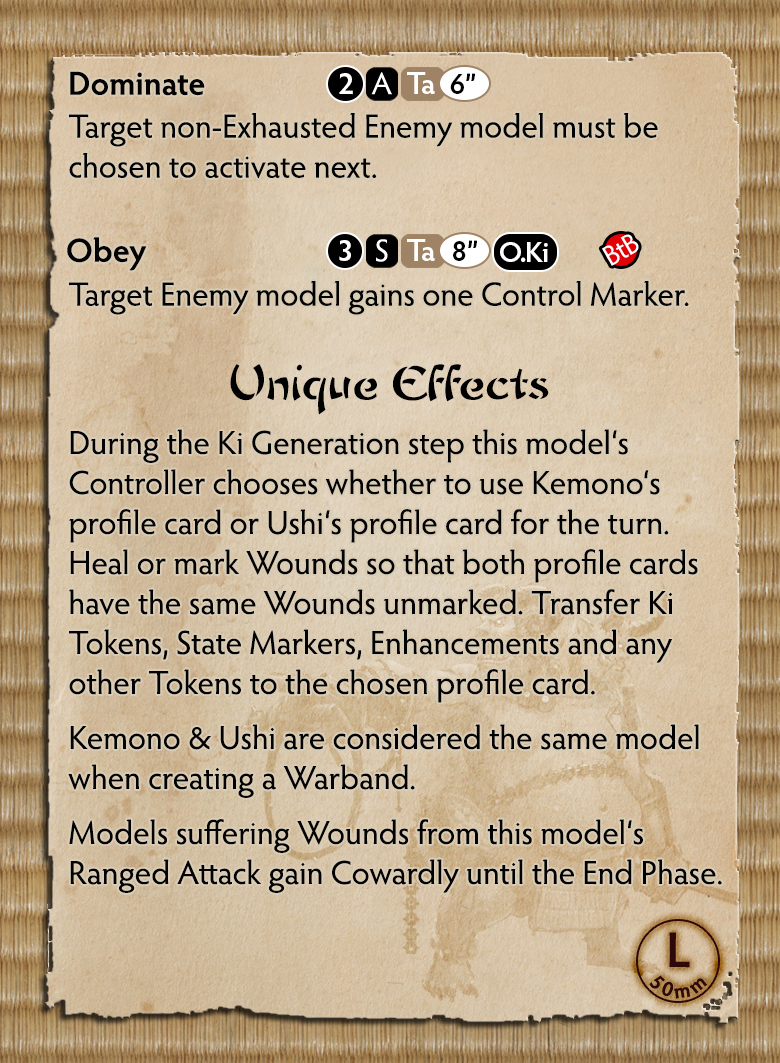 Dominate 2 A Ta 6"
Target non-Exhausted Enemy model must be
chosen to activate next.
Obey 3 S Ta 8" O.Ki BtB
Target Enemy model gains one Control Marker.
Unique Effects
During the Ki Generation step this model's
Controller chooses whether to use Kemono's
profile card or Ushi's profile card for the turn.
Heal or mark Wounds so that both profile cards
have the same Wounds unmarked. Transfer Ki
Tokens, State Markers, Enhancements and any
other Tokens to the chosen profile card.
Kemono & Ushi are considered the same model
when creating a Warband.
Models suffering Wounds from this model's
Ranged Attack gain Cowardly until the End Phase.
L
50mm